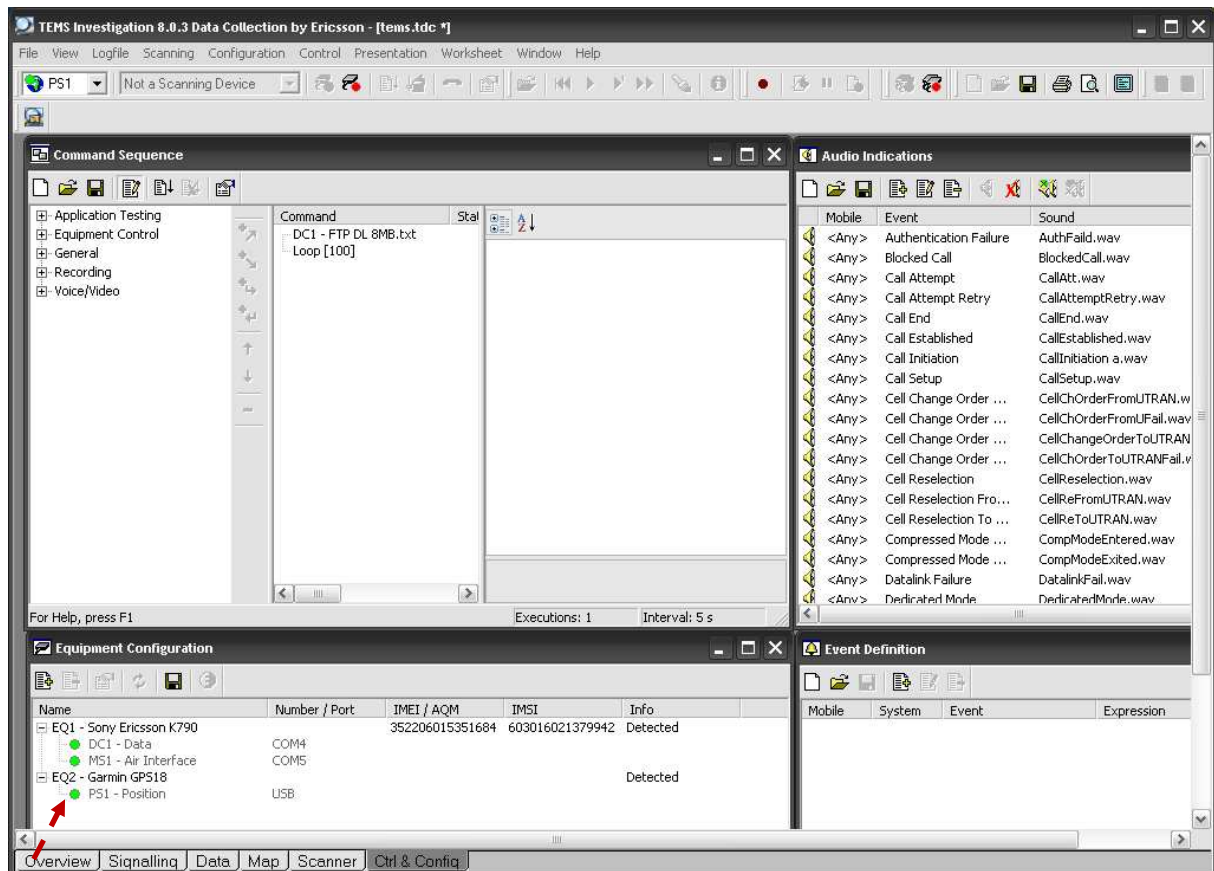 TEMS Investigation 8.0.3 Data Collection by Ericsson - [tems.tdc *]
File View Logfile Scanning Configuration Control Presentation Worksheet Window Help
PS1 Not a Scanning Device
Command Sequence
Application Testing
Equipment Control
General
Recording
Voice/Video
Command Stat
DC1 - FTP DL 8MB.txt
Loop [100]
For Help, press F1 Executions: 1 Interval: 5 s
Audio Indications
Mobile Event Sound
<Any> Authentication Failure AuthFaild.wav
<Any> Blocked Call BlockedCall.wav
<Any> Call Attempt CallAtt.wav
<Any> Call Attempt Retry CallAttemptRetry.wav
<Any> Call End CallEnd.wav
<Any> Call Established CallEstablished.wav
<Any> Call Initiation CallInitiation a.wav
<Any> Call Setup CallSetup.wav
<Any> Cell Change Order ... CellChOrderFromUTRAN.w
<Any> Cell Change Order ... CellChOrderFromUFail.wav
<Any> Cell Change Order ... CellChangeOrderToUTRAN
<Any> Cell Change Order ... CellChOrderToUTRANFail.v
<Any> Cell Reselection CellReselection.wav
<Any> Cell Reselection Fro... CellReFromUTRAN.wav
<Any> Cell Reselection To ... CellReToUTRAN.wav
<Any> Compressed Mode ... CompModeEntered.wav
<Any> Compressed Mode ... CompModeExited.wav
<Any> Datalink Failure DatalinkFail.wav
<Any> Dedicated Mode DedicatedMode.wav
Equipment Configuration
Name Number / Port IMEI / AQM IMSI Info
EQ1 - Sony Ericsson K790 352206015351684 603016021379942 Detected
DC1 - Data COM4
MS1 - Air Interface COM5
EQ2 - Garmin GPS18 Detected
PS1 - Position USB
Event Definition
Mobile System Event Expression
Overview Signalling Data Map Scanner Ctrl & Config